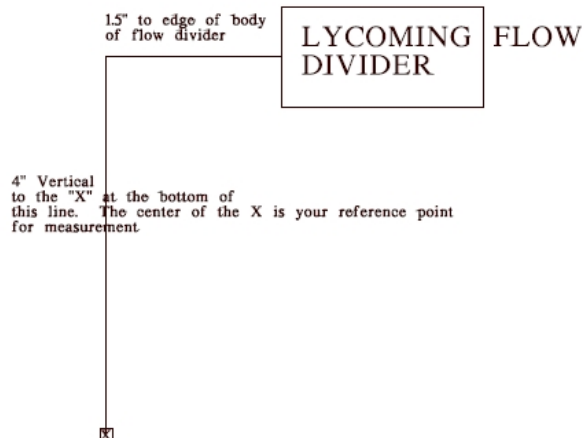 1.5" to edge of body
of flow divider
LYCOMING FLOW
DIVIDER
4" Vertical
to the "X" at the bottom of
this line. The center of the X is your reference point
for measurement
X